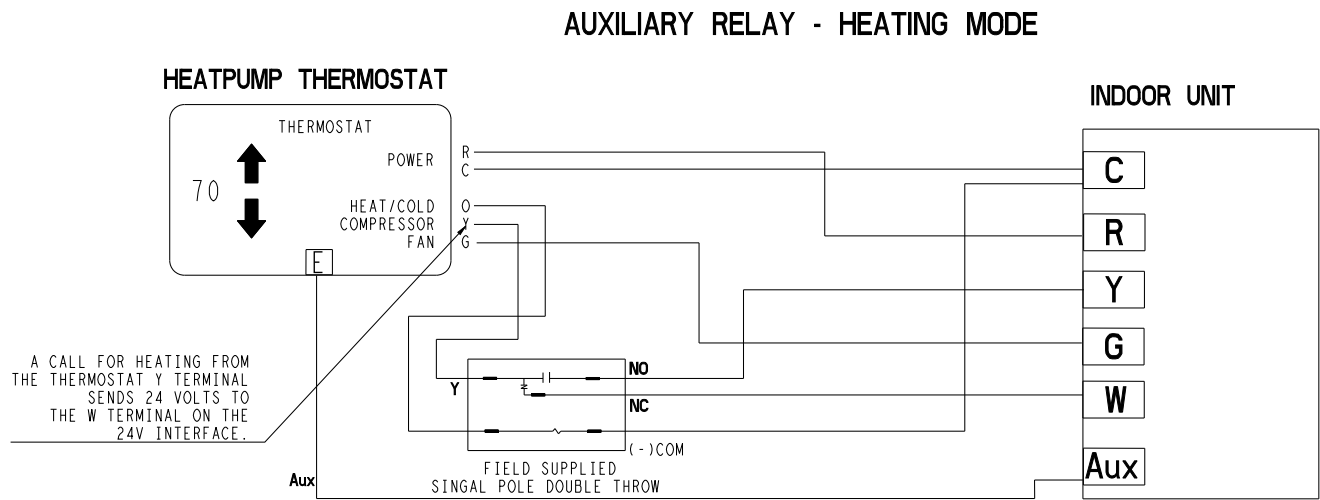 AUXILIARY RELAY - HEATING MODE
HEATPUMP THERMOSTAT
INDOOR UNIT
THERMOSTAT
POWER
R
C
70
HEAT/COLD
O
COMPRESSOR
Y
FAN
G
E
C
R
Y
G
W
Aux
A CALL FOR HEATING FROM
THE THERMOSTAT Y TERMINAL
SENDS 24 VOLTS TO
THE W TERMINAL ON THE
24V INTERFACE.
Y
NO
NC
(-)COM
FIELD SUPPLIED
SINGAL POLE DOUBLE THROW
Aux